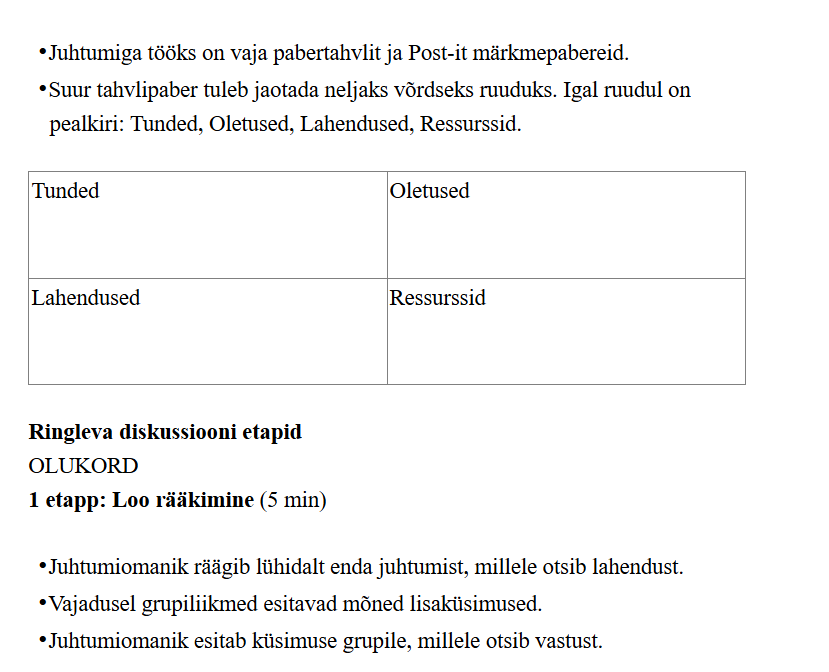 •Juhtumiga tööks on vaja pabertahvlit ja Post-it märkmepabereid.
•Suur tahvlipaber tuleb jaotada neljaks võrdseks ruuduks. Igal ruudul on
pealkiri: Tunded, Oletused, Lahendused, Ressurssid.
Tunded
Oletused
Lahendused
Ressurssid
Ringleva diskussiooni etapid
OLUKORD
1 etapp: Loo rääkimine (5 min)
•Juhtumiomanik räägib lühidalt enda juhtumist, millele otsib lahendust.
•Vajadusel grupiliikmed esitavad mõned lisaküsimused.
•Juhtumiomanik esitab küsimuse grupile, millele otsib vastust.